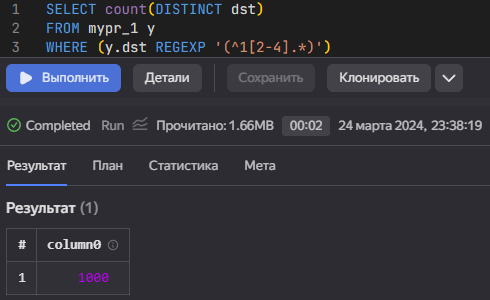 1 SELECT count(DISTINCT dst)
2 FROM mypr_1 y
3 WHERE (y.dst REGEXP '(^1[2-4].*)')
Выполнить Детали Сохранить Клонировать
Completed Run Прочитано: 1.66MB 00:02 24 марта 2024, 23:38:19
Результат План Статистика Мета
Результат (1)
# column0
1 1000